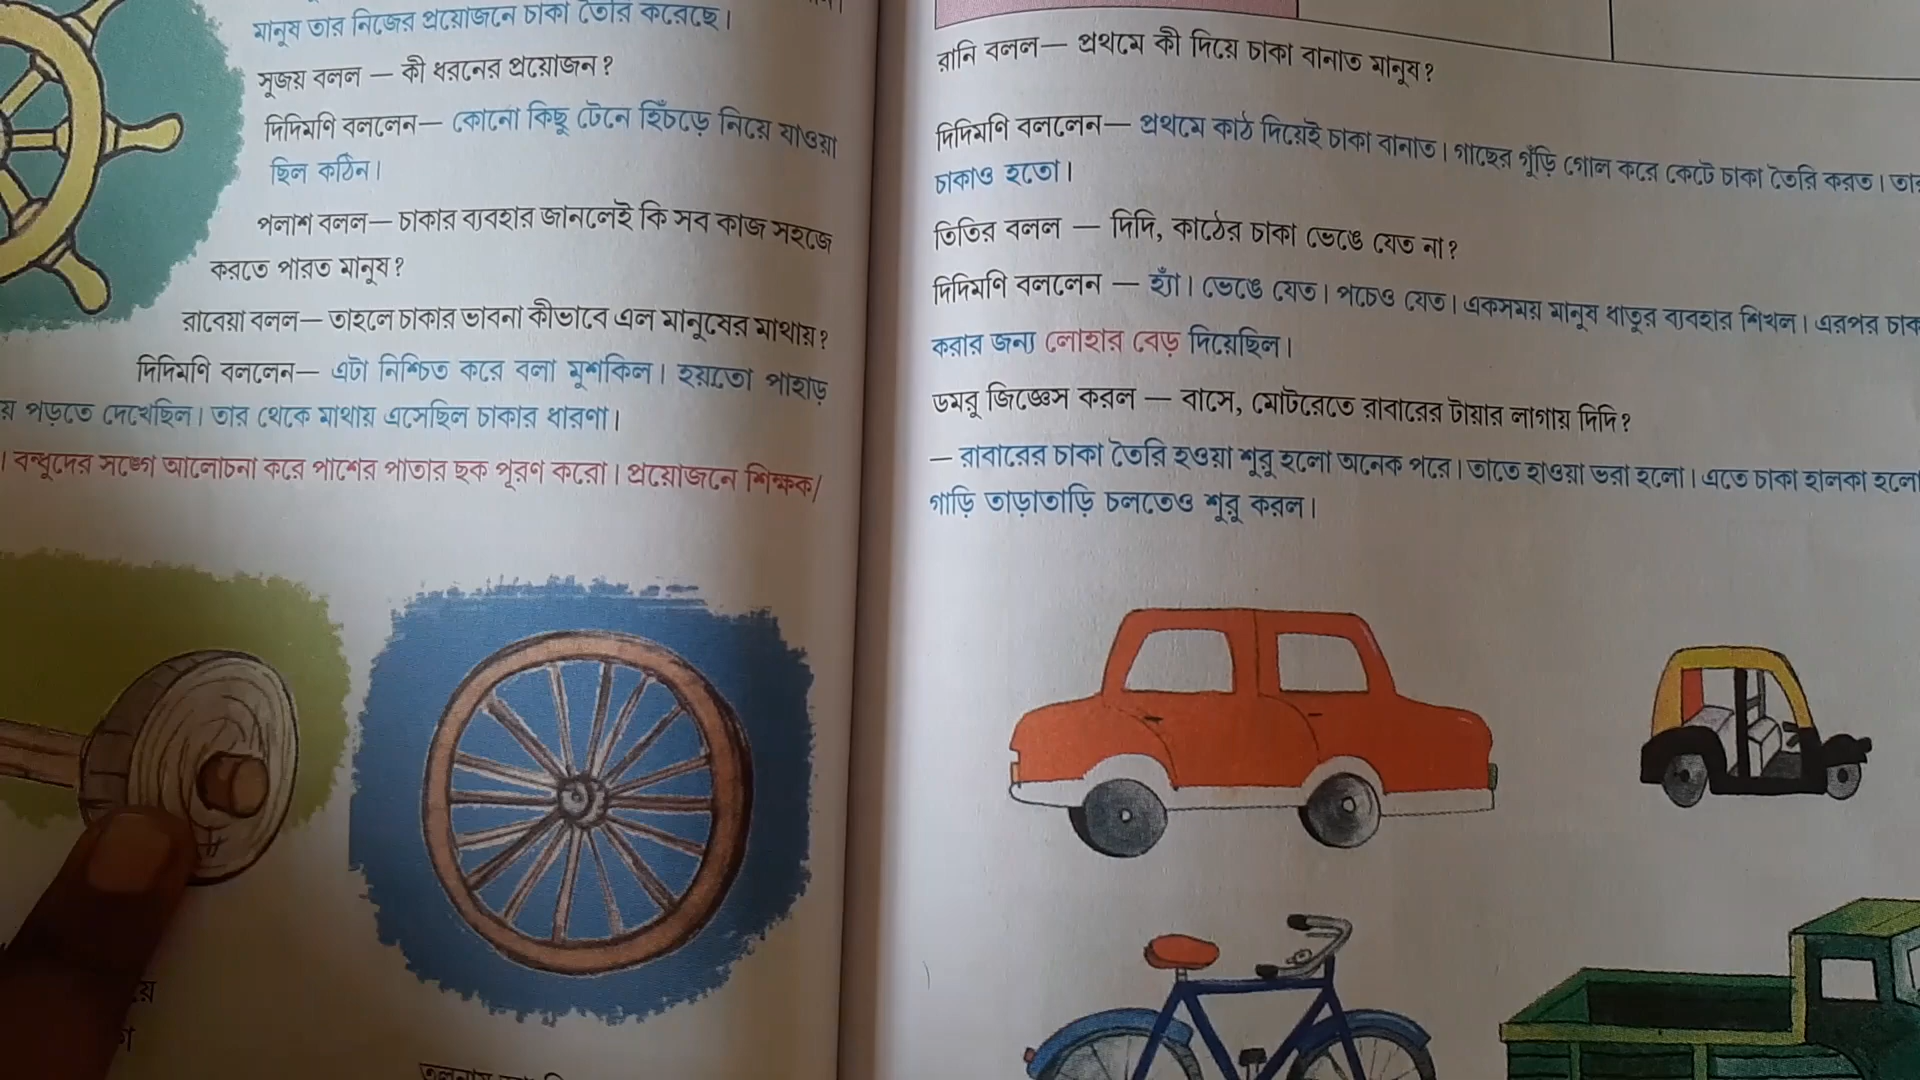 মানুষ তার নিজের প্রয়োজনে চাকা তৈরি করেছে।
সুজয় বলল — কী ধরনের প্রয়োজন?
দিদিমণি বললেন— কোনো কিছু টেনে হিঁচড়ে নিয়ে যাওয়া
ছিল কঠিন।
পলাশ বলল— চাকার ব্যবহার জানলেই কি সব কাজ সহজে
করতে পারত মানুষ?
রাবেয়া বলল— তাহলে চাকার ভাবনা কীভাবে এল মানুষের মাথায়?
দিদিমণি বললেন— এটা নিশ্চিত করে বলা মুশকিল। হয়তো পাহাড়
য় পড়তে দেখেছিল। তার থেকে মাথায় এসেছিল চাকার ধারণা।
। বন্ধুদের সঙ্গে আলোচনা করে পাশের পাতার ছক পূরণ করো। প্রয়োজনে শিক্ষক/
রানি বলল— প্রথমে কী দিয়ে চাকা বানাত মানুষ?
দিদিমণি বললেন— প্রথমে কাঠ দিয়েই চাকা বানাত। গাছের গুঁড়ি গোল করে কেটে চাকা তৈরি করত। তার
চাকাও হতো।
তিতির বলল — দিদি, কাঠের চাকা ভেঙে যেত না?
দিদিমণি বললেন — হ্যাঁ। ভেঙে যেত। পচেও যেত। একসময় মানুষ ধাতুর ব্যবহার শিখল। এরপর চাক
করার জন্য লোহার বেড় দিয়েছিল।
ডমরু জিজ্ঞেস করল — বাসে, মোটরেতে রাবারের টায়ার লাগায় দিদি?
— রাবারের চাকা তৈরি হওয়া শুরু হলো অনেক পরে। তাতে হাওয়া ভরা হলো। এতে চাকা হালকা হলো
গাড়ি তাড়াতাড়ি চলতেও শুরু করল।